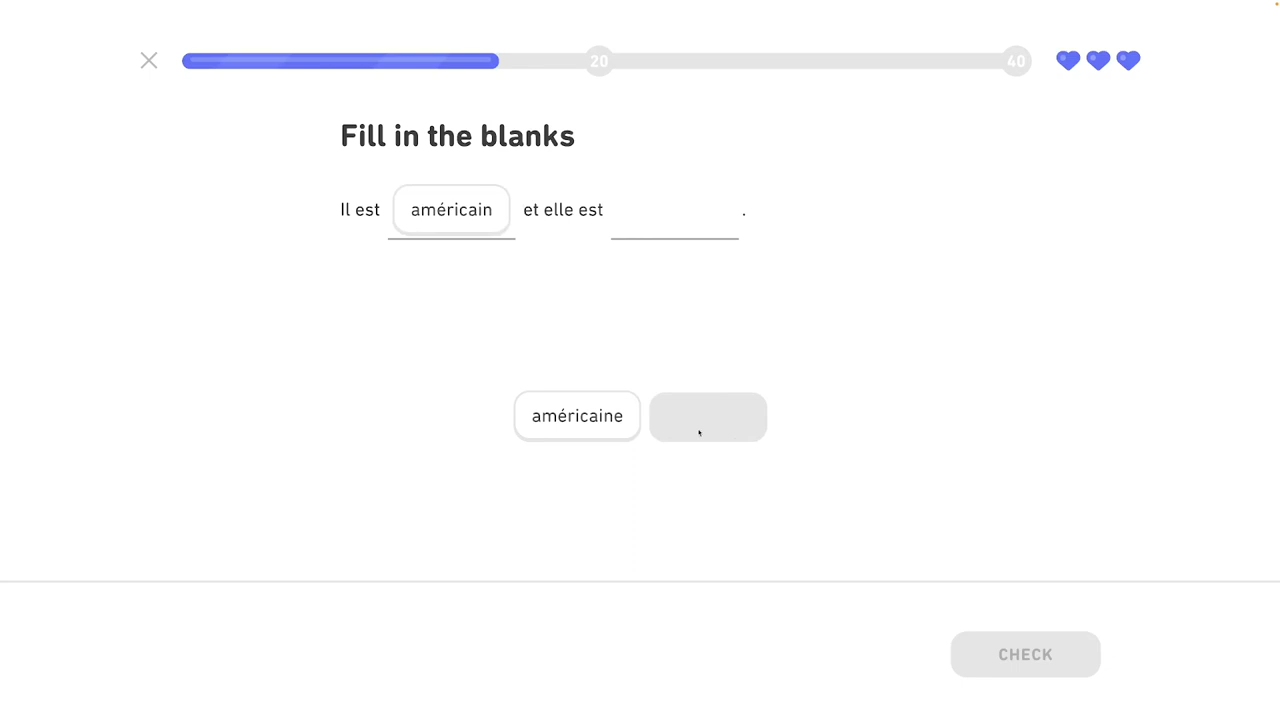 20
40
Fill in the blanks
Il est américain et elle est .
américaine
CHECK